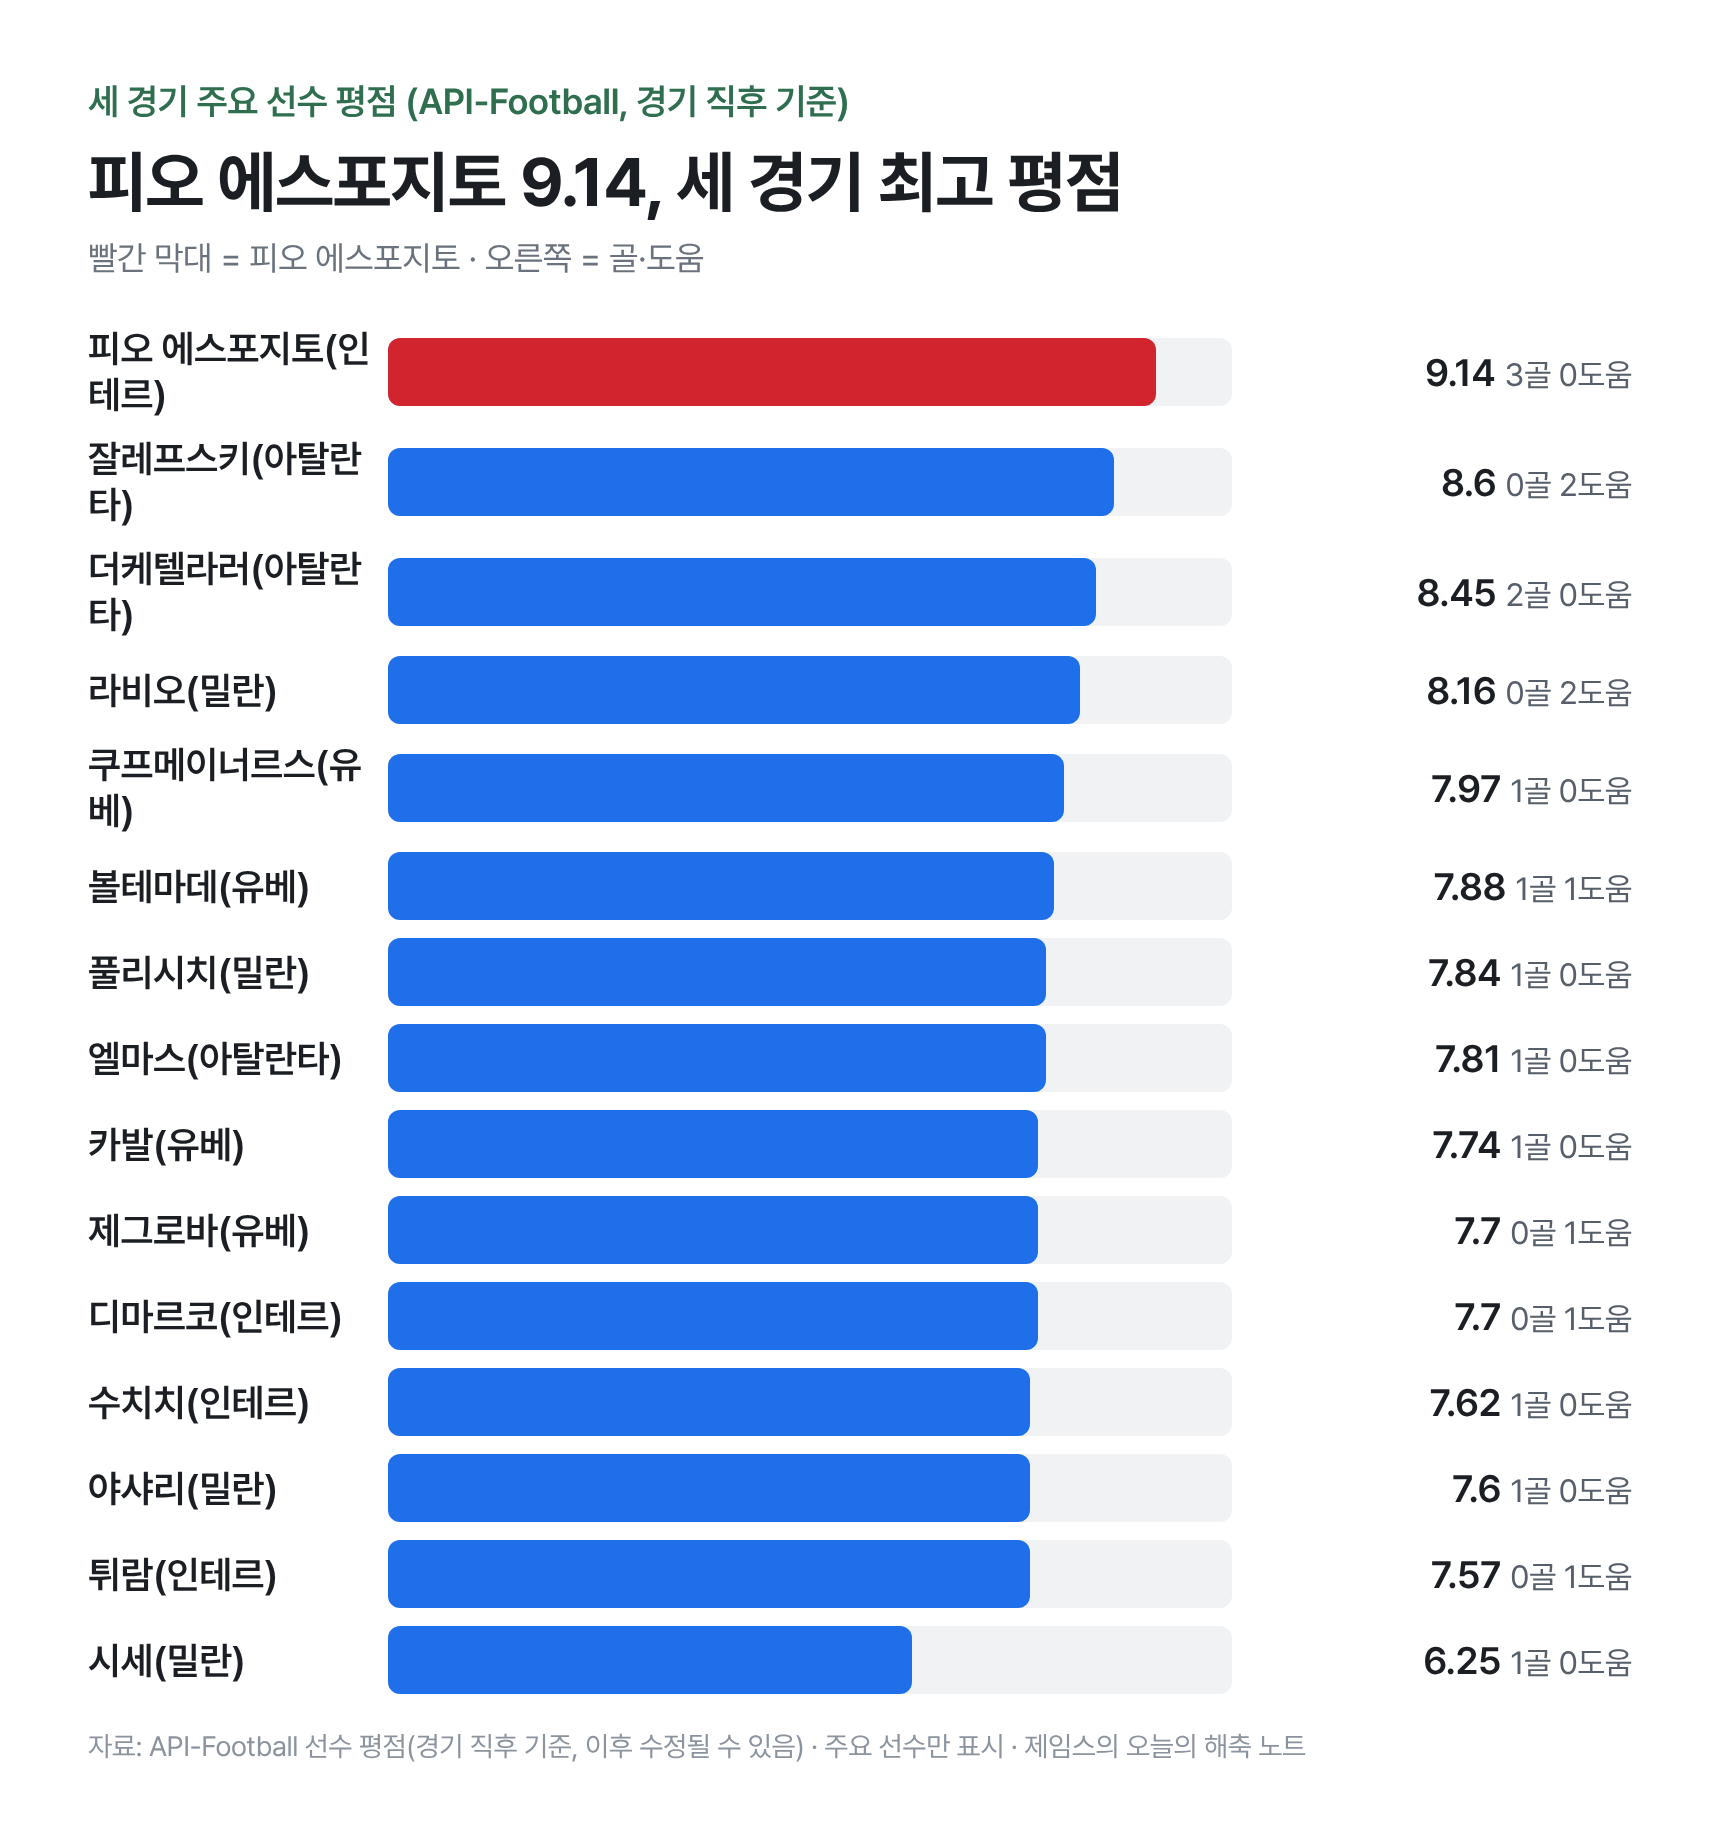 세 경기 주요 선수 평점 (API-Football, 경기 직후 기준)
피오 에스포지토 9.14, 세 경기 최고 평점
빨간 막대 = 피오 에스포지토 · 오른쪽 = 골·도움
피오 에스포지토(인
테르)
9.14 3골 0도움
잘레프스키(아탈란
타)
8.6 0골 2도움
더케텔라러(아탈란
타)
8.45 2골 0도움
라비오(밀란)
8.16 0골 2도움
쿠프메이너르스(유
베)
7.97 1골 0도움
볼테마데(유베)
7.88 1골 1도움
풀리시치(밀란)
7.84 1골 0도움
엘마스(아탈란타)
7.81 1골 0도움
카발(유베)
7.74 1골 0도움
제그로바(유베)
7.7 0골 1도움
디마르코(인테르)
7.7 0골 1도움
수치치(인테르)
7.62 1골 0도움
야샤리(밀란)
7.6 1골 0도움
튀람(인테르)
7.57 0골 1도움
시세(밀란)
6.25 1골 0도움
자료: API-Football 선수 평점(경기 직후 기준, 이후 수정될 수 있음) · 주요 선수만 표시 · 제임스의 오늘의 해축 노트